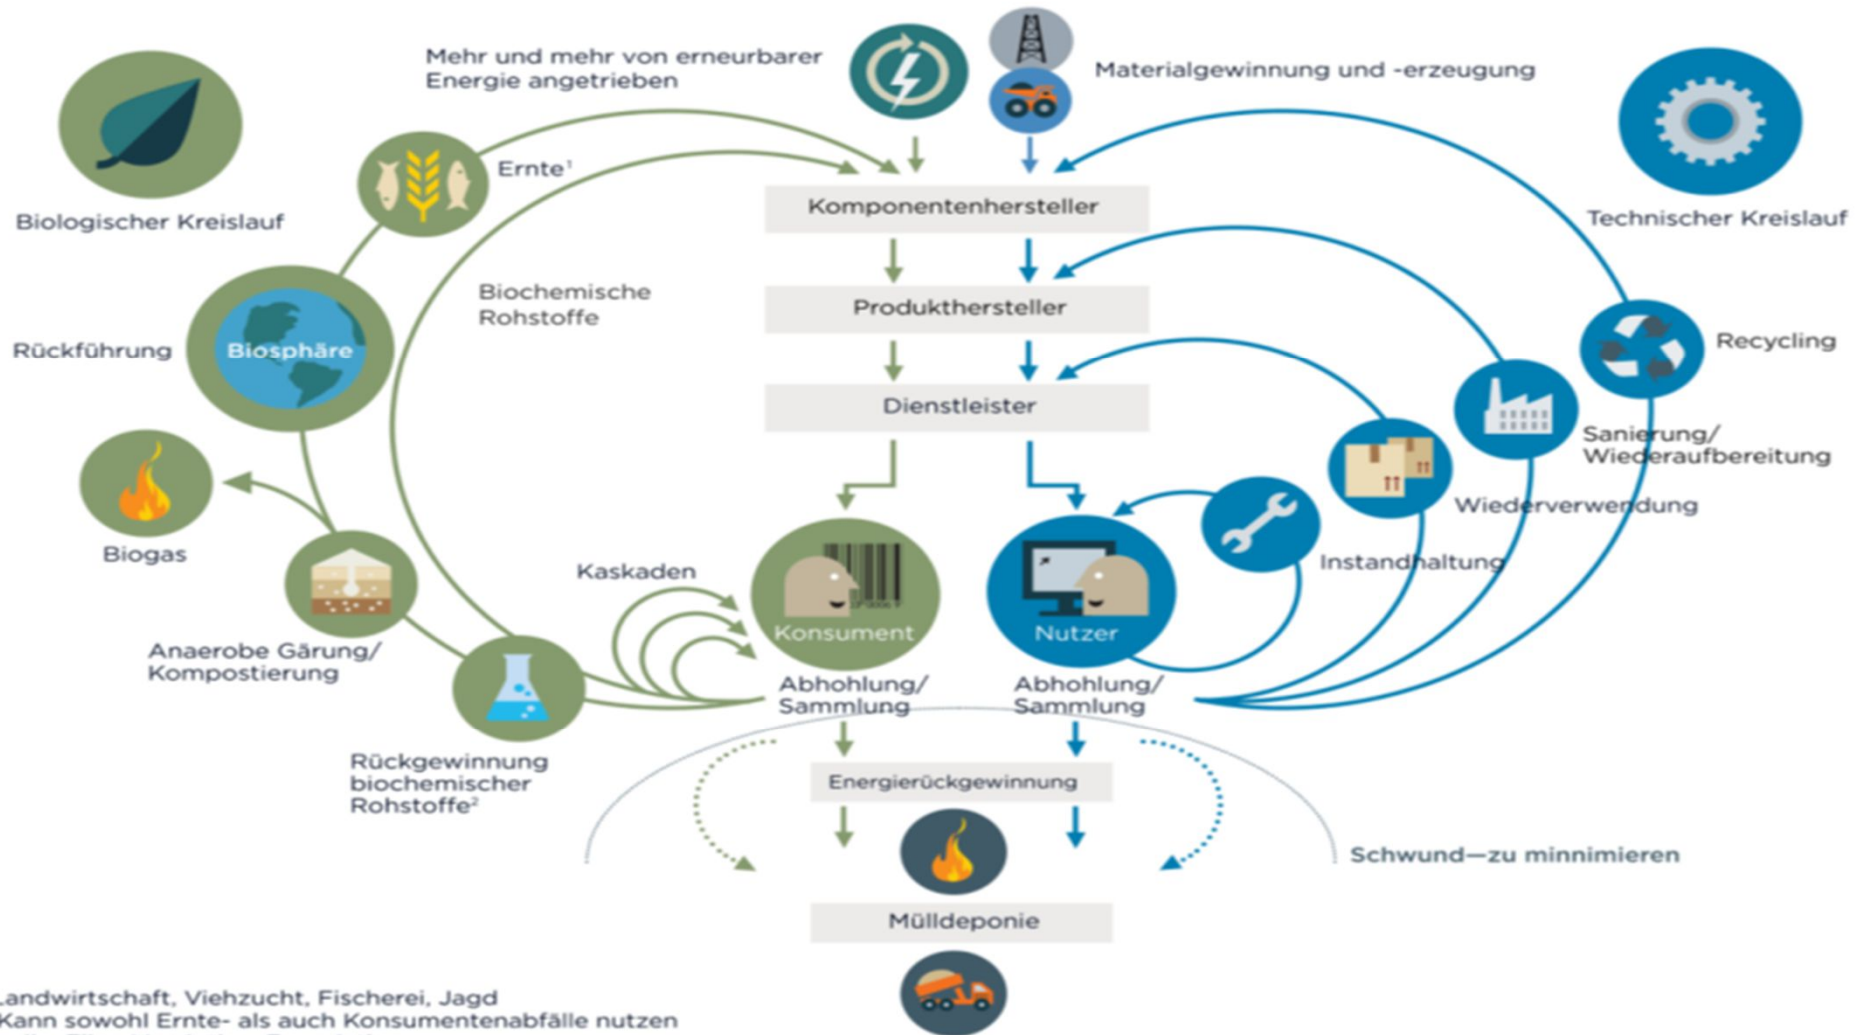 Mehr und mehr von erneurbarer
Energie angetrieben
Materialgewinnung und -erzeugung
Biologischer Kreislauf
Ernte¹
Technischer Kreislauf
Komponentenhersteller
Biochemische
Rohstoffe
Produkthersteller
Rückführung
Biosphäre
Recycling
Dienstleister
Sanierung/
Wiederaufbereitung
Wiederverwendung
Biogas
Instandhaltung
Kaskaden
Konsument
Nutzer
Anaerobe Gärung/
Kompostierung
Abhohlung/
Sammlung
Abhohlung/
Sammlung
Rückgewinnung
biochemischer
Rohstoffe²
Energierückgewinnung
Schwund—zu minnimieren
Mülldeponie
Landwirtschaft, Viehzucht, Fischerei, Jagd
Kann sowohl Ernte- als auch Konsumentenabfälle nutzen